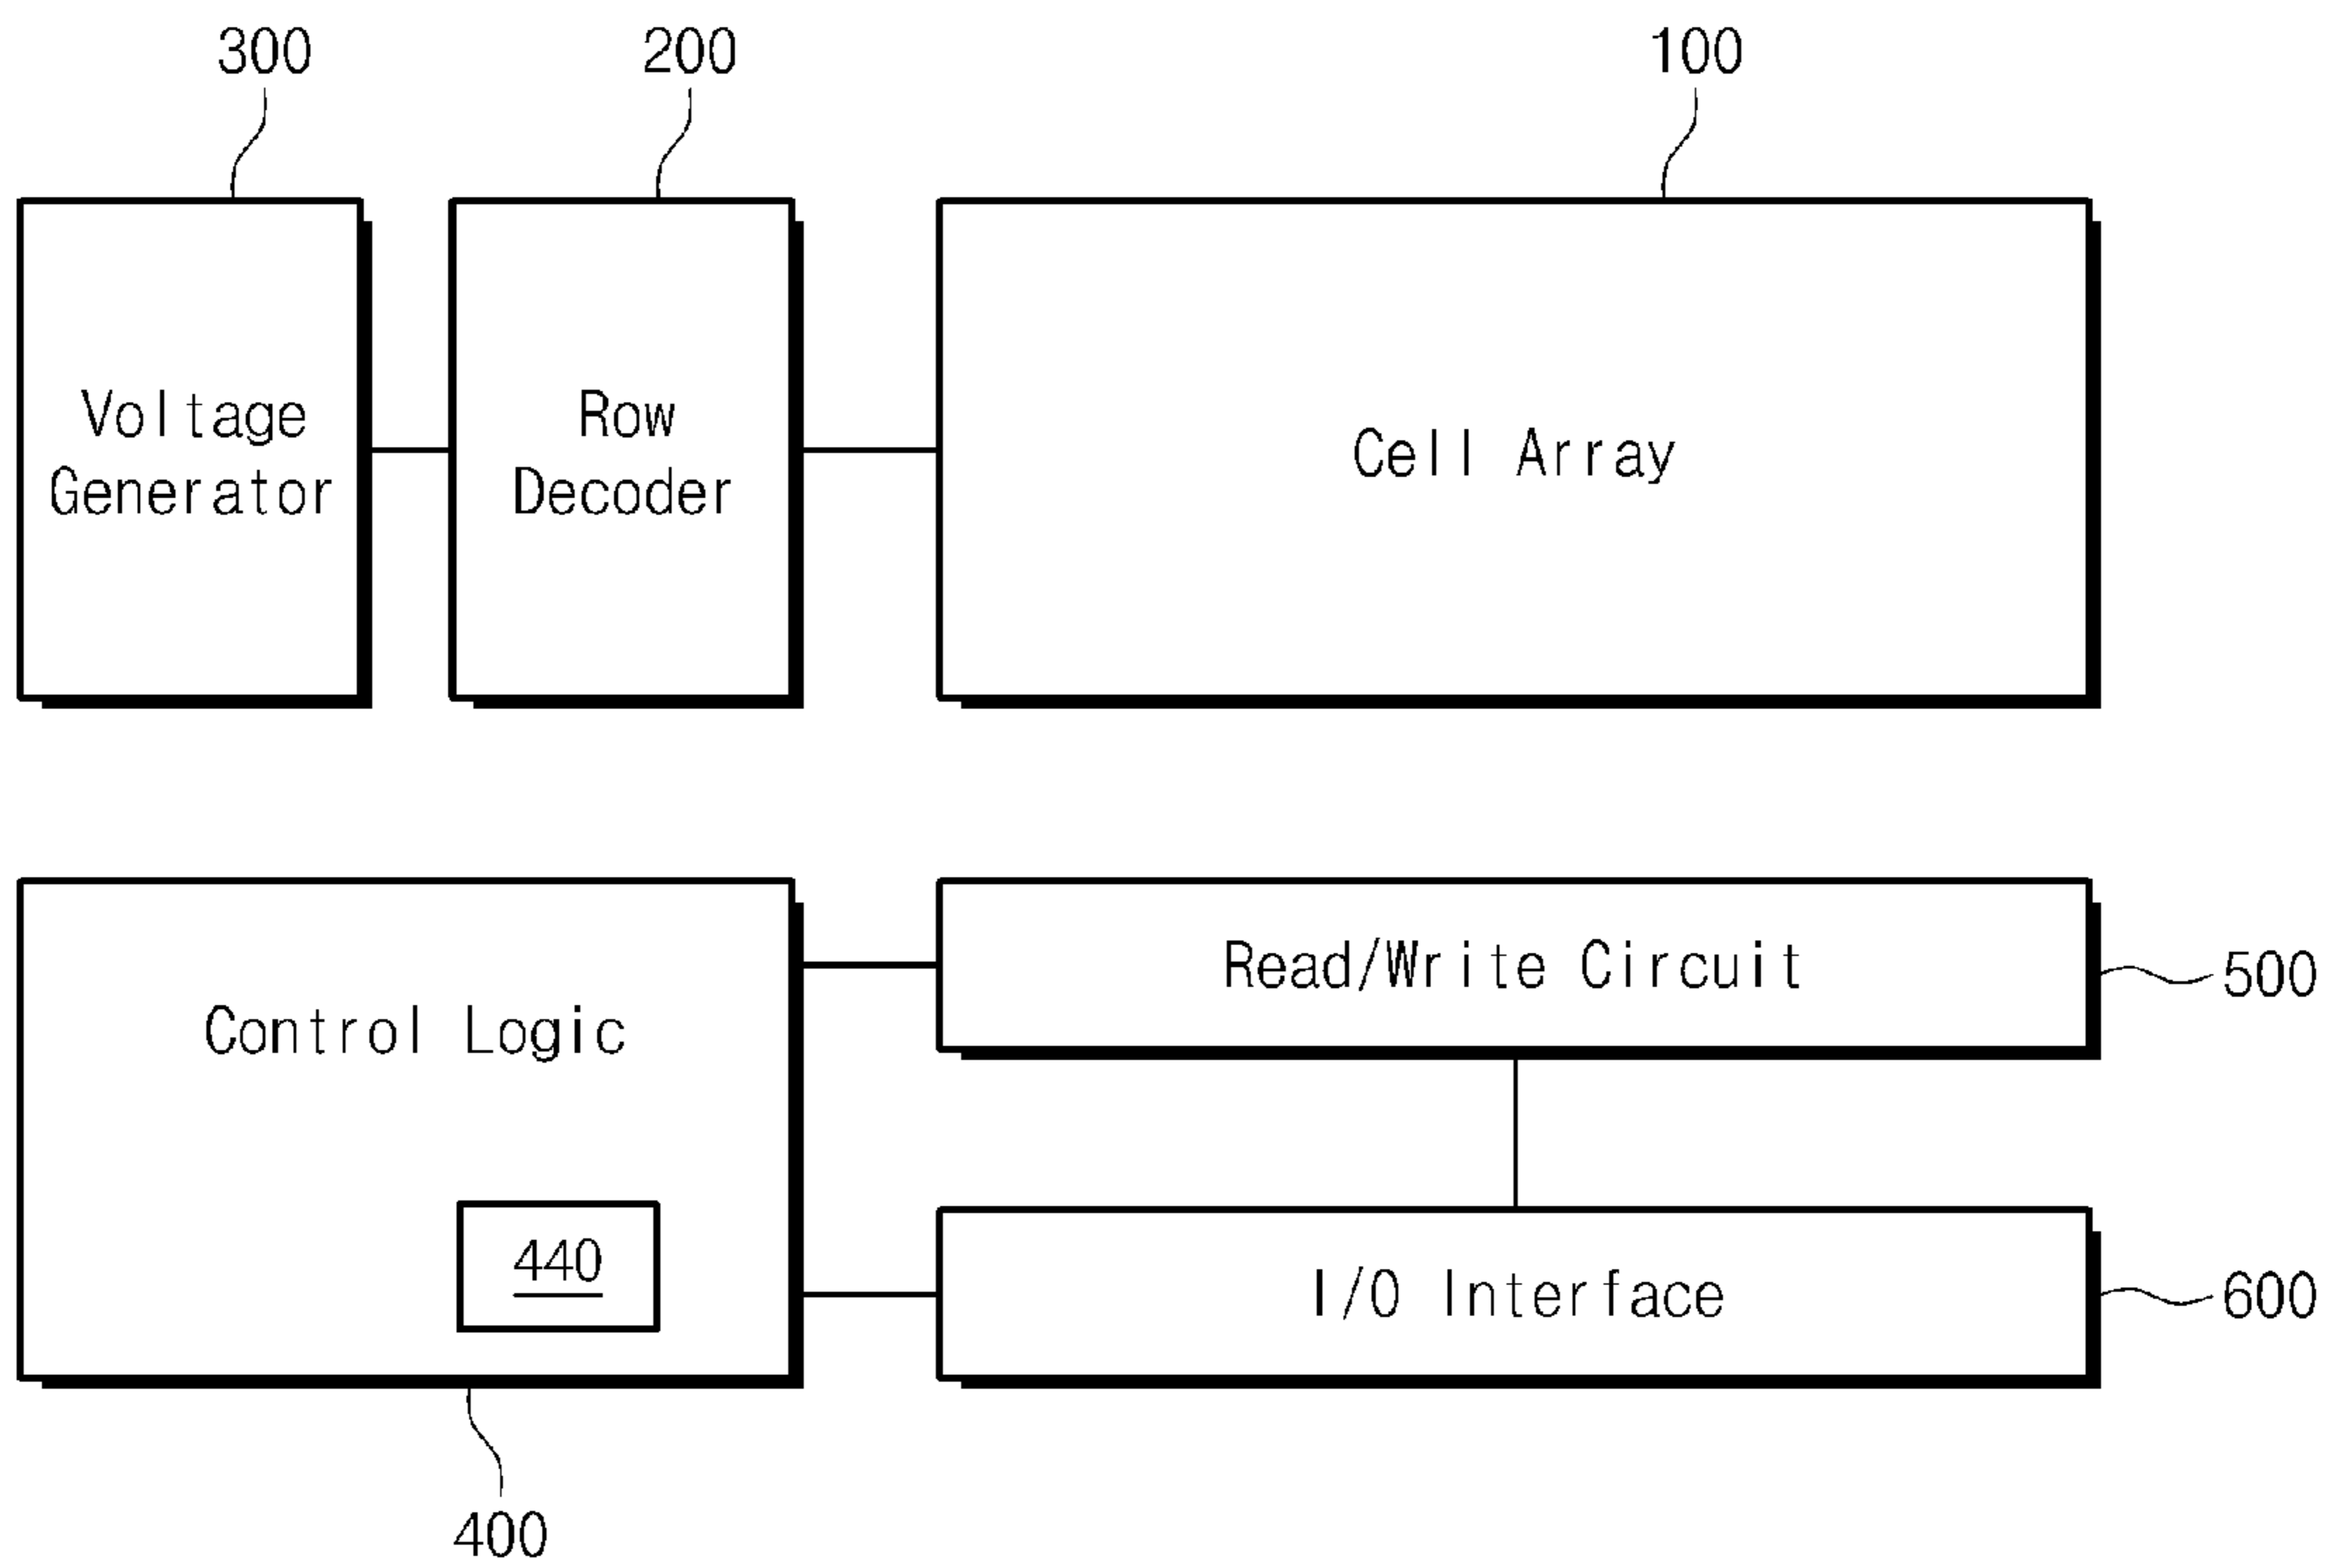 300
200
100
Voltage
Generator
Row
Decoder
Cell Array
Control Logic
440
Read/Write Circuit
500
I/O Interface
600
400